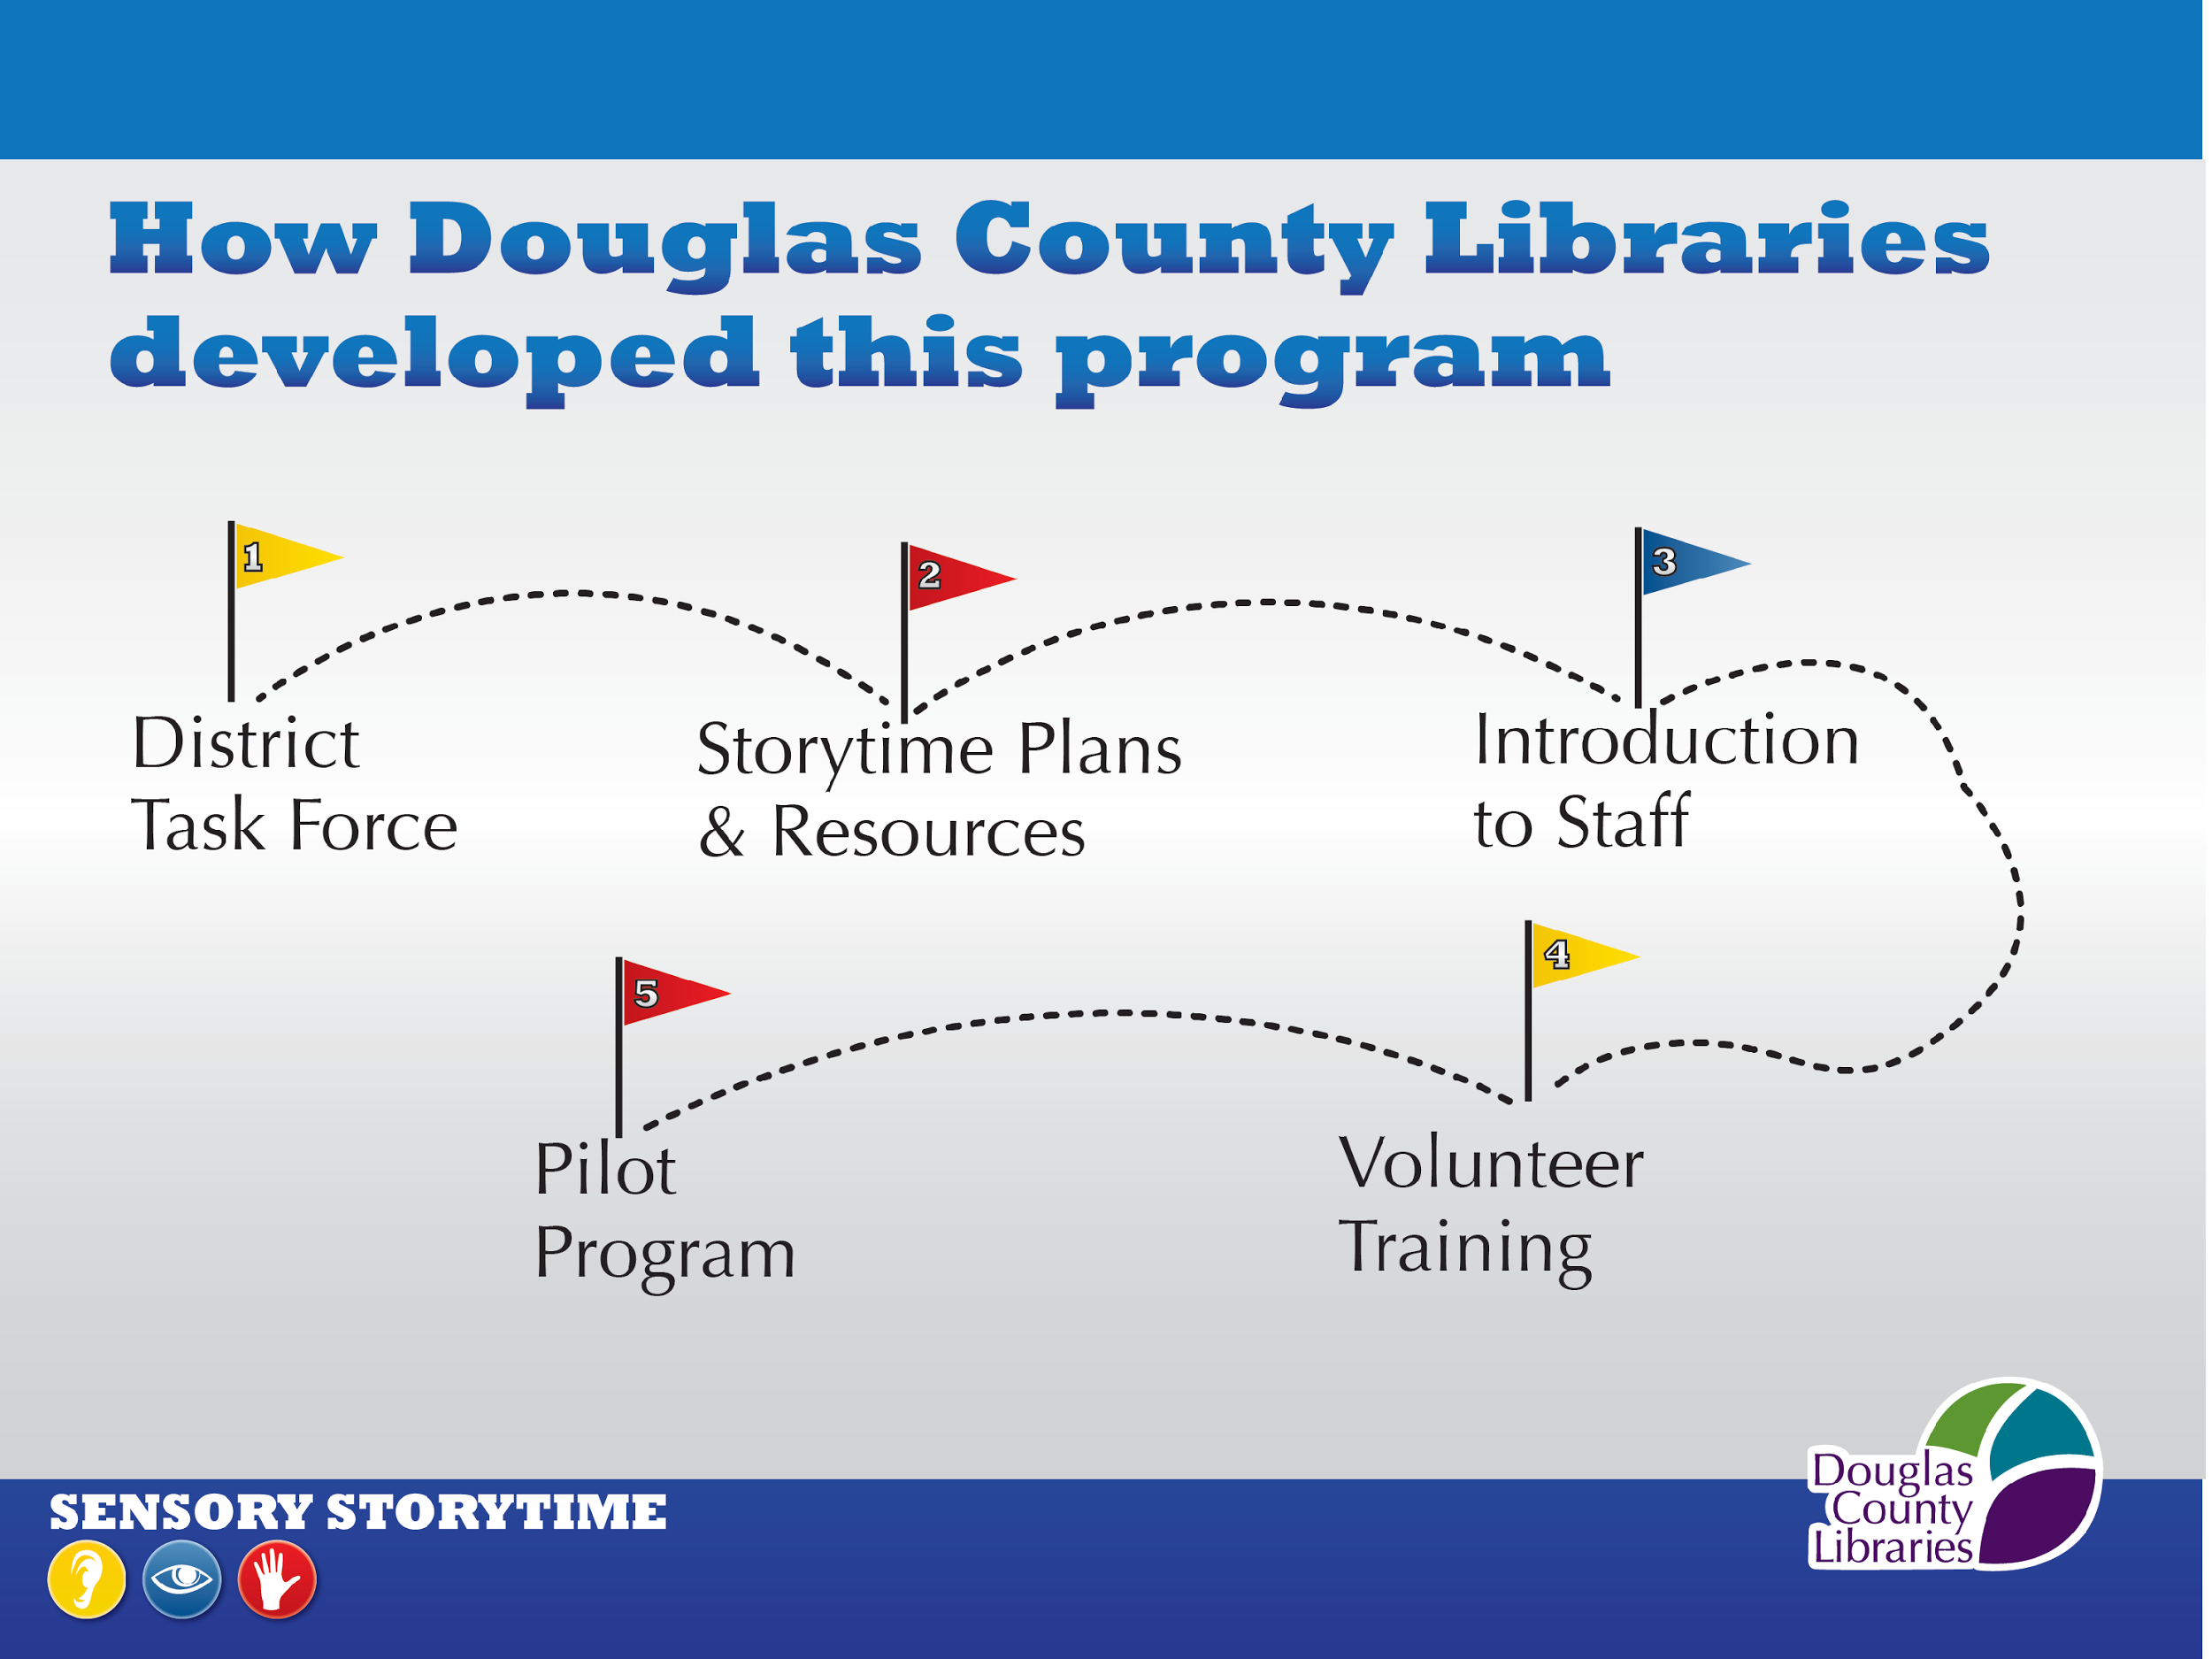 How Douglas County Libraries
developed this program
1
District
Task Force
2
Storytime Plans
& Resources
3
Introduction
to Staff
4
Volunteer
Training
5
Pilot
Program
SENSORY STORYTIME
Douglas
County
Libraries